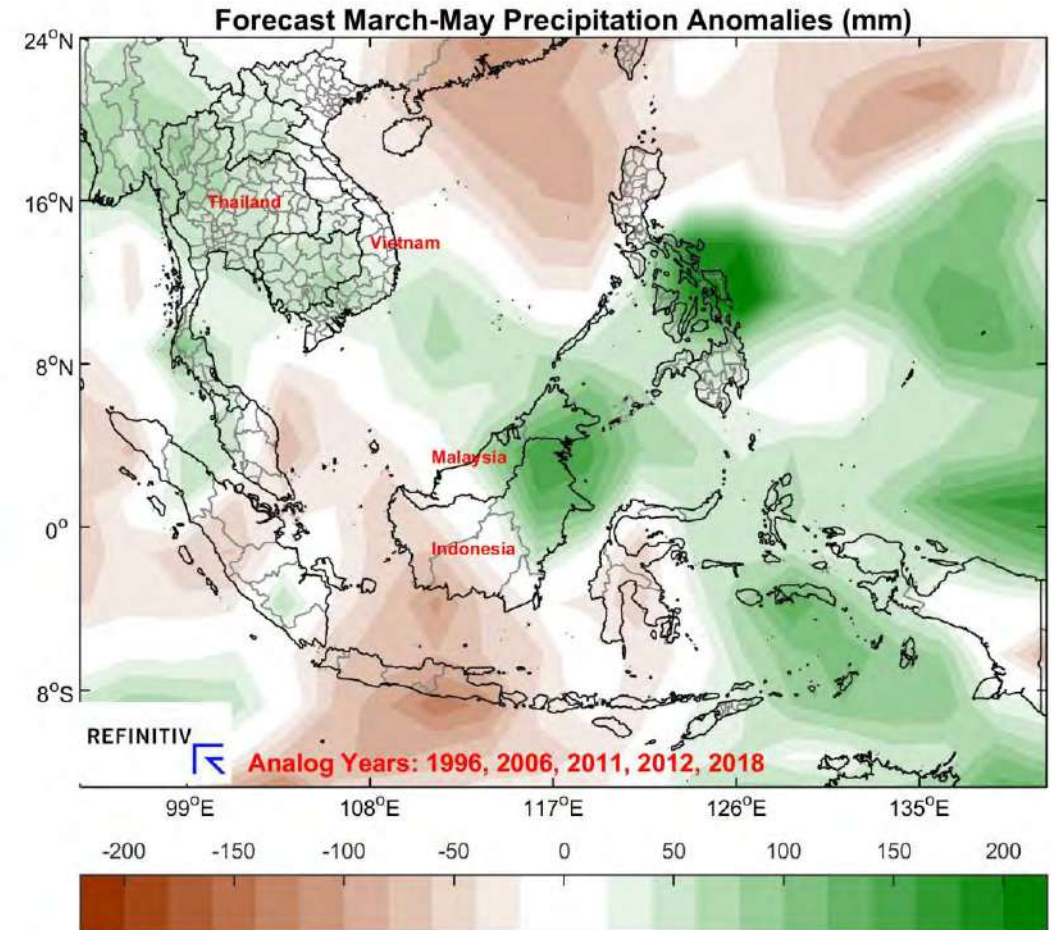 Forecast March-May Precipitation Anomalies (mm)
24°N
16°N
Thailand
Vietnam
8°N
Malaysia
0°
Indonesia
8°S
REFINITIV
Analog Years: 1996, 2006, 2011, 2012, 2018
99°E 108°E 117°E 126°E 135°E
-200 -150 -100 -50 0 50 100 150 200